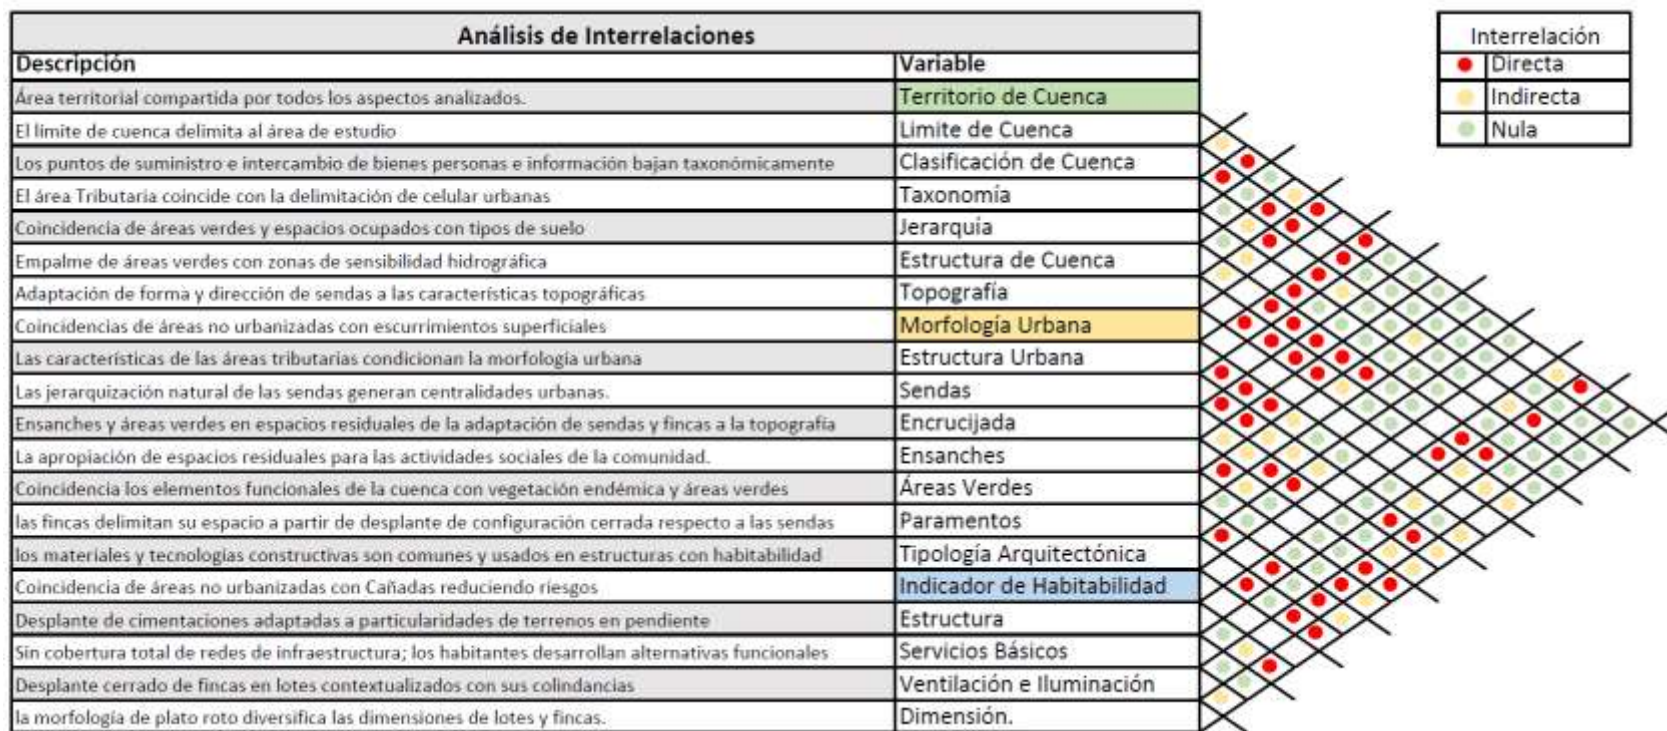 Análisis de Interrelaciones
Descripción Variable
Área territorial compartida por todos los aspectos analizados. Territorio de Cuenca
El límite de cuenca delimita al área de estudio Limite de Cuenca
Los puntos de suministro e intercambio de bienes personas e información bajan taxonómicamente Clasificación de Cuenca
El área Tributaria coincide con la delimitación de celular urbanas Taxonomía
Coincidencia de áreas verdes y espacios ocupados con tipos de suelo Jerarquía
Empalme de áreas verdes con zonas de sensibilidad hidrográfica Estructura de Cuenca
Adaptación de forma y dirección de sendas a las características topográficas Topografía
Coincidencias de áreas no urbanizadas con escurrimientos superficiales Morfología Urbana
Las características de las áreas tributarias condicionan la morfología urbana Estructura Urbana
Las jerarquización natural de las sendas generan centralidades urbanas. Sendas
Ensanches y áreas verdes en espacios residuales de la adaptación de sendas y fincas a la topografía Encrucijada
La apropiación de espacios residuales para las actividades sociales de la comunidad. Ensanches
Coincidencia los elementos funcionales de la cuenca con vegetación endémica y áreas verdes Áreas Verdes
las fincas delimitan su espacio a partir de desplante de configuración cerrada respecto a las sendas Paramentos
los materiales y tecnologías constructivas son comunes y usados en estructuras con habitabilidad Tipología Arquitectónica
Coincidencia de áreas no urbanizadas con Cañadas reduciendo riesgos Indicador de Habitabilidad
Desplante de cimentaciones adaptadas a particularidades de terrenos en pendiente Estructura
Sin cobertura total de redes de infraestructura; los habitantes desarrollan alternativas funcionales Servicios Básicos
Desplante cerrado de fincas en lotes contextualizados con sus colindancias Ventilación e Iluminación
la morfología de plato roto diversifica las dimensiones de lotes y fincas. Dimensión.
Interrelación
Directa
Indirecta
Nula